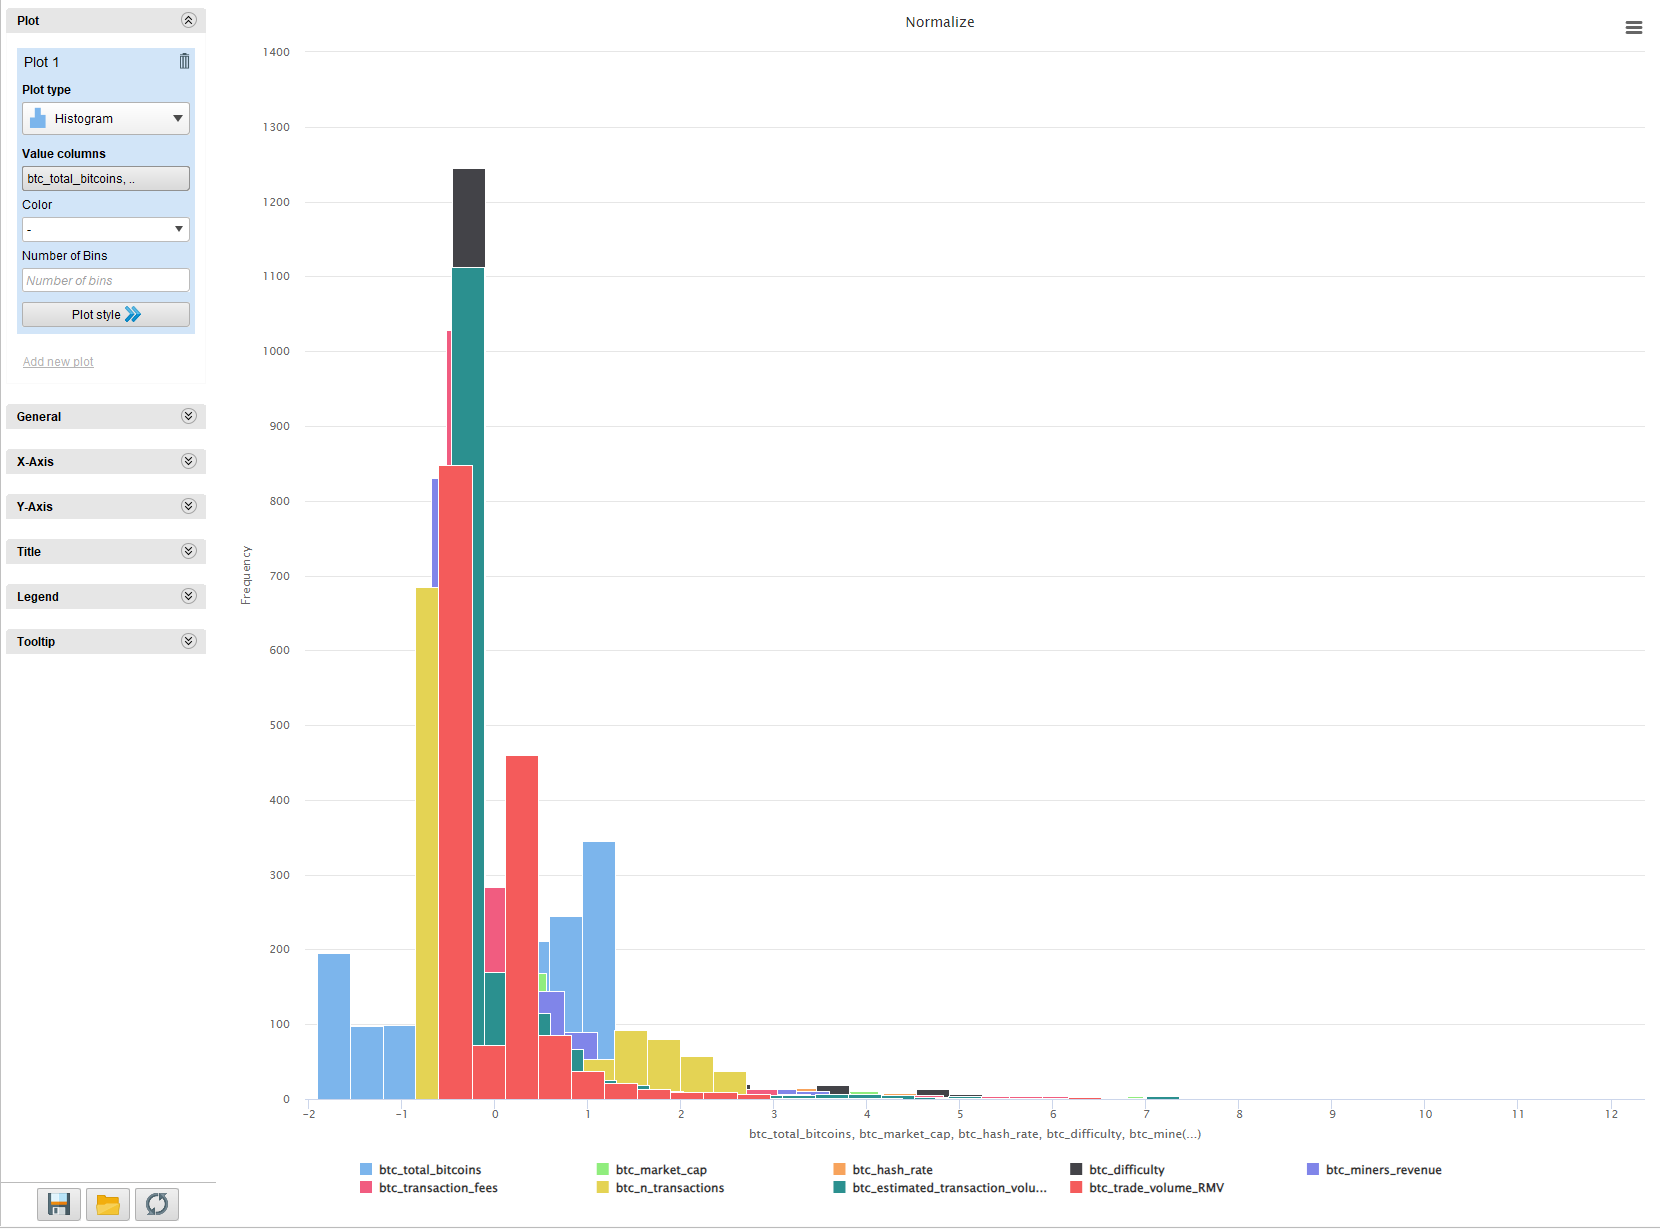 Plot
Plot 1
Plot type
Histogram
Value columns
btc_total_bitcoins, ..
Color
-
Number of Bins
Number of bins
Plot style
Add new plot
General
X-Axis
Y-Axis
Title
Legend
Tooltip
Normalize
1400
1300
1200
1100
1000
900
800
700
600
500
400
300
200
100
0
Frequency
-2 -1 0 1 2 3 4 5 6 7 8 9 10 11 12
btc_total_bitcoins, btc_market_cap, btc_hash_rate, btc_difficulty, btc_mine(...)
btc_total_bitcoins btc_market_cap btc_hash_rate btc_difficulty btc_miners_revenue
btc_transaction_fees btc_n_transactions btc_estimated_transaction_volu... btc_trade_volume_RMV